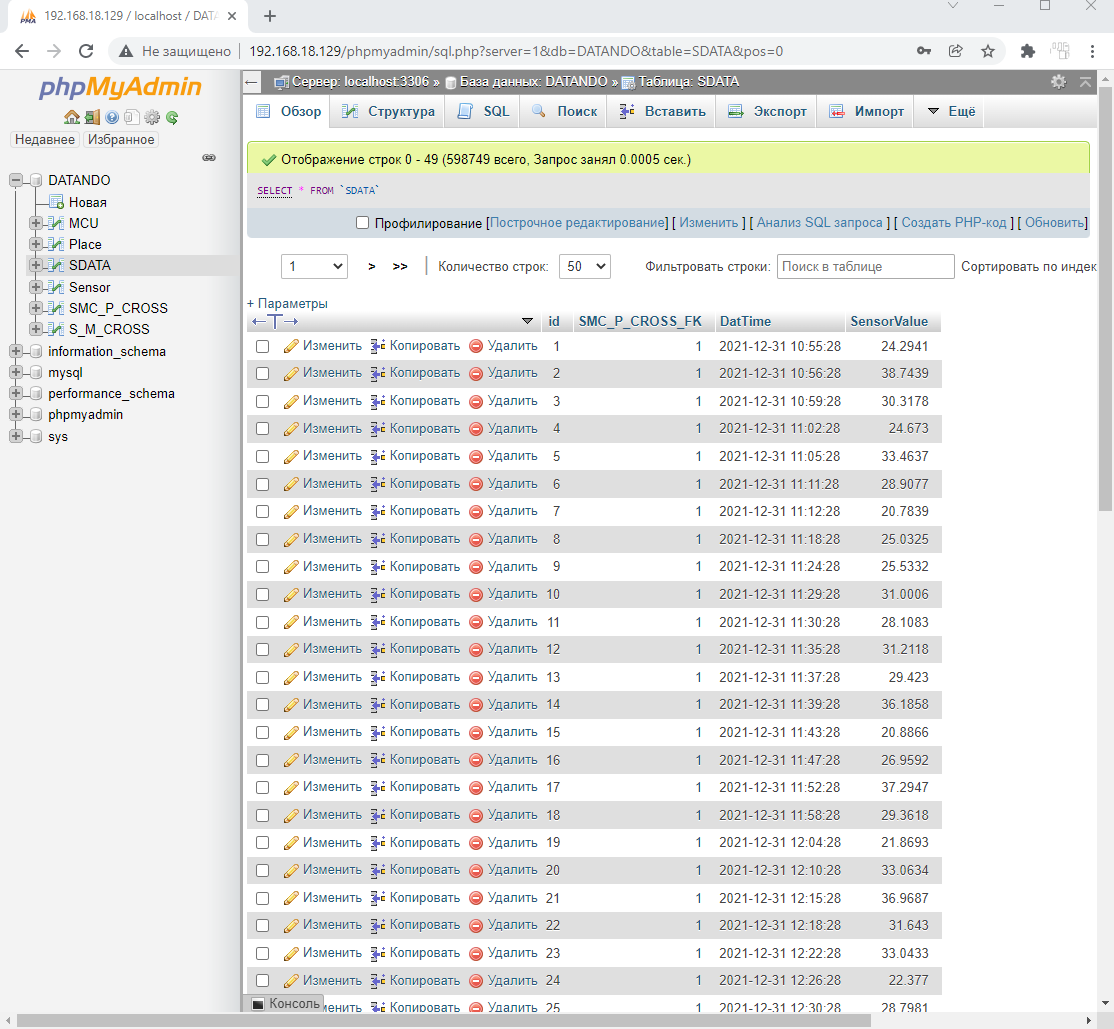 192.168.18.129 / localhost / DATA
Не защищено 192.168.18.129/phpmyadmin/sql.php?server=1&db=DATANDO&table=SDATA&pos=0
phpMyAdmin
Недавнее Избранное
DATANDO
Новая
MCU
Place
SDATA
Sensor
SMC_P_CROSS
S_M_CROSS
information_schema
mysql
performance_schema
phpmyadmin
sys
Сервер: localhost:3306 » База данных: DATANDO » Таблица: SDATA
Обзор Структура SQL Поиск Вставить Экспорт Импорт Ещё
Отображение строк 0 - 49 (598749 всего, Запрос занял 0.0005 сек.)
SELECT * FROM `SDATA`
Профилирование [Построчное редактирование] [ Изменить ] [ Анализ SQL запроса ] [ Создать PHP-код ] [ Обновить]
1 > >> Количество строк: 50 Фильтровать строки: Поиск в таблице Сортировать по индек
+ Параметры
←T→ id SMC_P_CROSS_FK DatTime SensorValue
Изменить Копировать Удалить 1 1 2021-12-31 10:55:28 24.2941
Изменить Копировать Удалить 2 1 2021-12-31 10:56:28 38.7439
Изменить Копировать Удалить 3 1 2021-12-31 10:59:28 30.3178
Изменить Копировать Удалить 4 1 2021-12-31 11:02:28 24.673
Изменить Копировать Удалить 5 1 2021-12-31 11:05:28 33.4637
Изменить Копировать Удалить 6 1 2021-12-31 11:11:28 28.9077
Изменить Копировать Удалить 7 1 2021-12-31 11:12:28 20.7839
Изменить Копировать Удалить 8 1 2021-12-31 11:18:28 25.0325
Изменить Копировать Удалить 9 1 2021-12-31 11:24:28 25.5332
Изменить Копировать Удалить 10 1 2021-12-31 11:29:28 31.0006
Изменить Копировать Удалить 11 1 2021-12-31 11:30:28 28.1083
Изменить Копировать Удалить 12 1 2021-12-31 11:35:28 31.2118
Изменить Копировать Удалить 13 1 2021-12-31 11:37:28 29.423
Изменить Копировать Удалить 14 1 2021-12-31 11:39:28 36.1858
Изменить Копировать Удалить 15 1 2021-12-31 11:43:28 20.8866
Изменить Копировать Удалить 16 1 2021-12-31 11:47:28 26.9592
Изменить Копировать Удалить 17 1 2021-12-31 11:52:28 37.2947
Изменить Копировать Удалить 18 1 2021-12-31 11:58:28 29.3618
Изменить Копировать Удалить 19 1 2021-12-31 12:04:28 21.8693
Изменить Копировать Удалить 20 1 2021-12-31 12:10:28 33.0634
Изменить Копировать Удалить 21 1 2021-12-31 12:15:28 36.9687
Изменить Копировать Удалить 22 1 2021-12-31 12:18:28 31.643
Изменить Копировать Удалить 23 1 2021-12-31 12:22:28 33.0433
Изменить Копировать Удалить 24 1 2021-12-31 12:26:28 22.377
Консоль менить Копировать Удалить 25 1 2021-12-31 12:30:28 28.7981